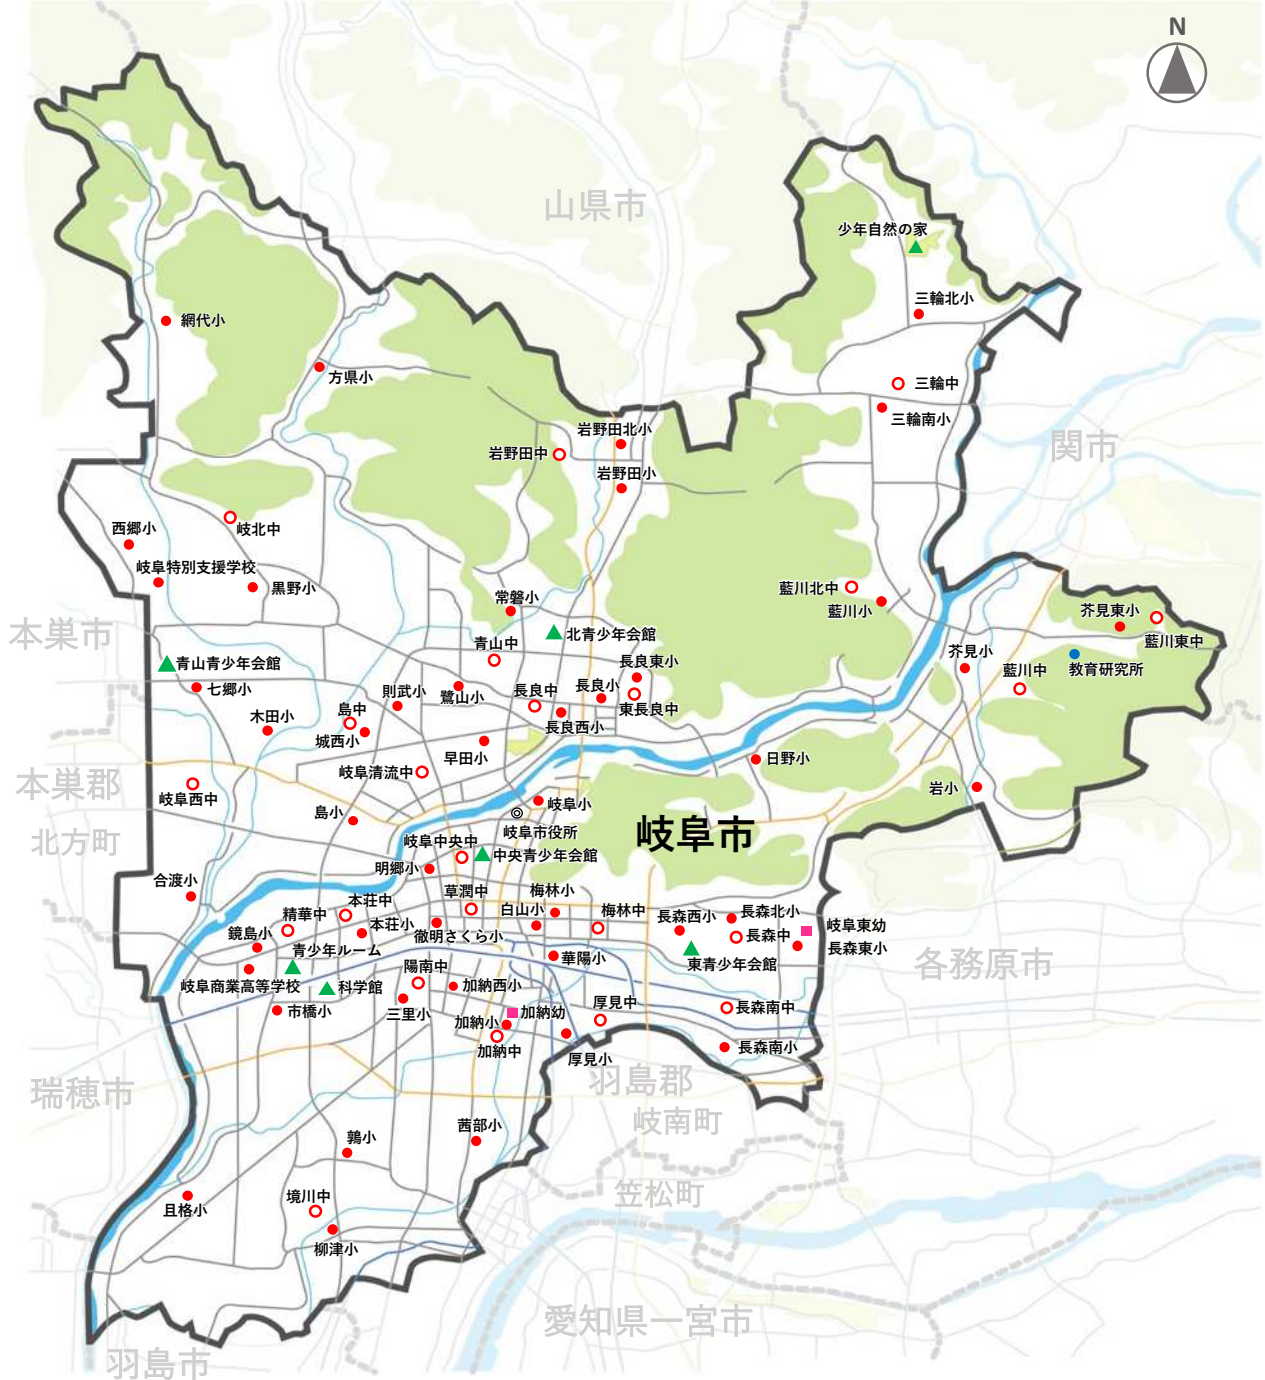 N
山県市
少年自然の家
三輪北小
網代小
方県小
三輪中
三輪南小
岩野田北小
岩野田中
岩野田小
関市
岐北中
西郷小
岐阜特別支援学校
黒野小
藍川北中
藍川小
常磐小
芥見東小
藍川東中
本巣市
北青少年会館
青山中
青山青少年会館
長良東小
芥見小
藍川中
教育研究所
七郷小
則武小
鷺山小
長良中
長良小
東長良中
木田小
島中
城西小
長良西小
早田小
日野小
岐阜清流中
本巣郡
北方町
岐阜西中
岩小
島小
岐阜小
岐阜市役所
岐阜市
岐阜中央中
中央青少年会館
明郷小
合渡小
本荘中
草潤中
梅林小
白山小
梅林中
精華中
本荘小
徹明さくら小
長森西小
長森北小
長森中
岐阜東幼
長森東小
鏡島小
青少年ルーム
華陽小
東青少年会館
各務原市
岐阜商業高等学校
科学館
陽南中
加納西小
市橋小
三里小
加納小
加納幼
厚見中
長森南中
加納中
厚見小
長森南小
瑞穂市
羽島郡
岐南町
鶉小
茜部小
笠松町
且格小
境川中
柳津小
愛知県一宮市
羽島市